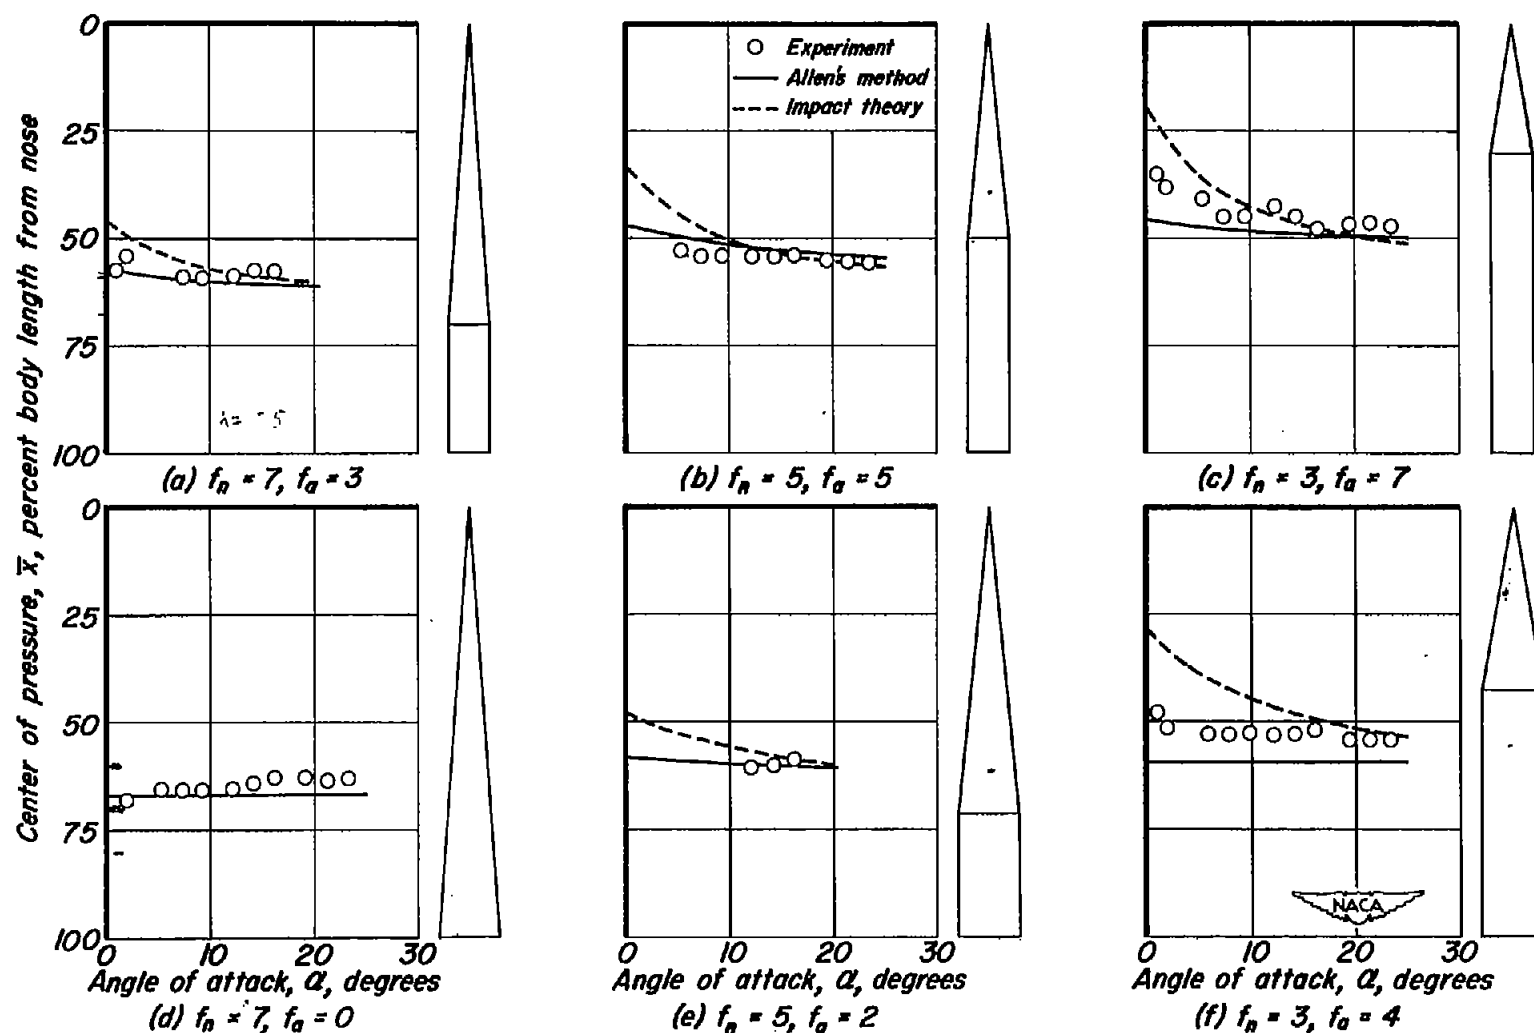 Center of pressure, x̅, percent body length from nose
0
25
50
75
100
○ Experiment
Allen's method
Impact theory
(a) fₙ = 7, fₐ = 3
(b) fₙ = 5, fₐ = 5
(c) fₙ = 3, fₐ = 7
0
25
50
75
100
NACA
0 10 20 30
0 10 20 30
0 10 20 30
Angle of attack, α, degrees
Angle of attack, α, degrees
Angle of attack, α, degrees
(d) fₙ = 7, fₐ = 0
(e) fₙ = 5, fₐ = 2
(f) fₙ = 3, fₐ = 4